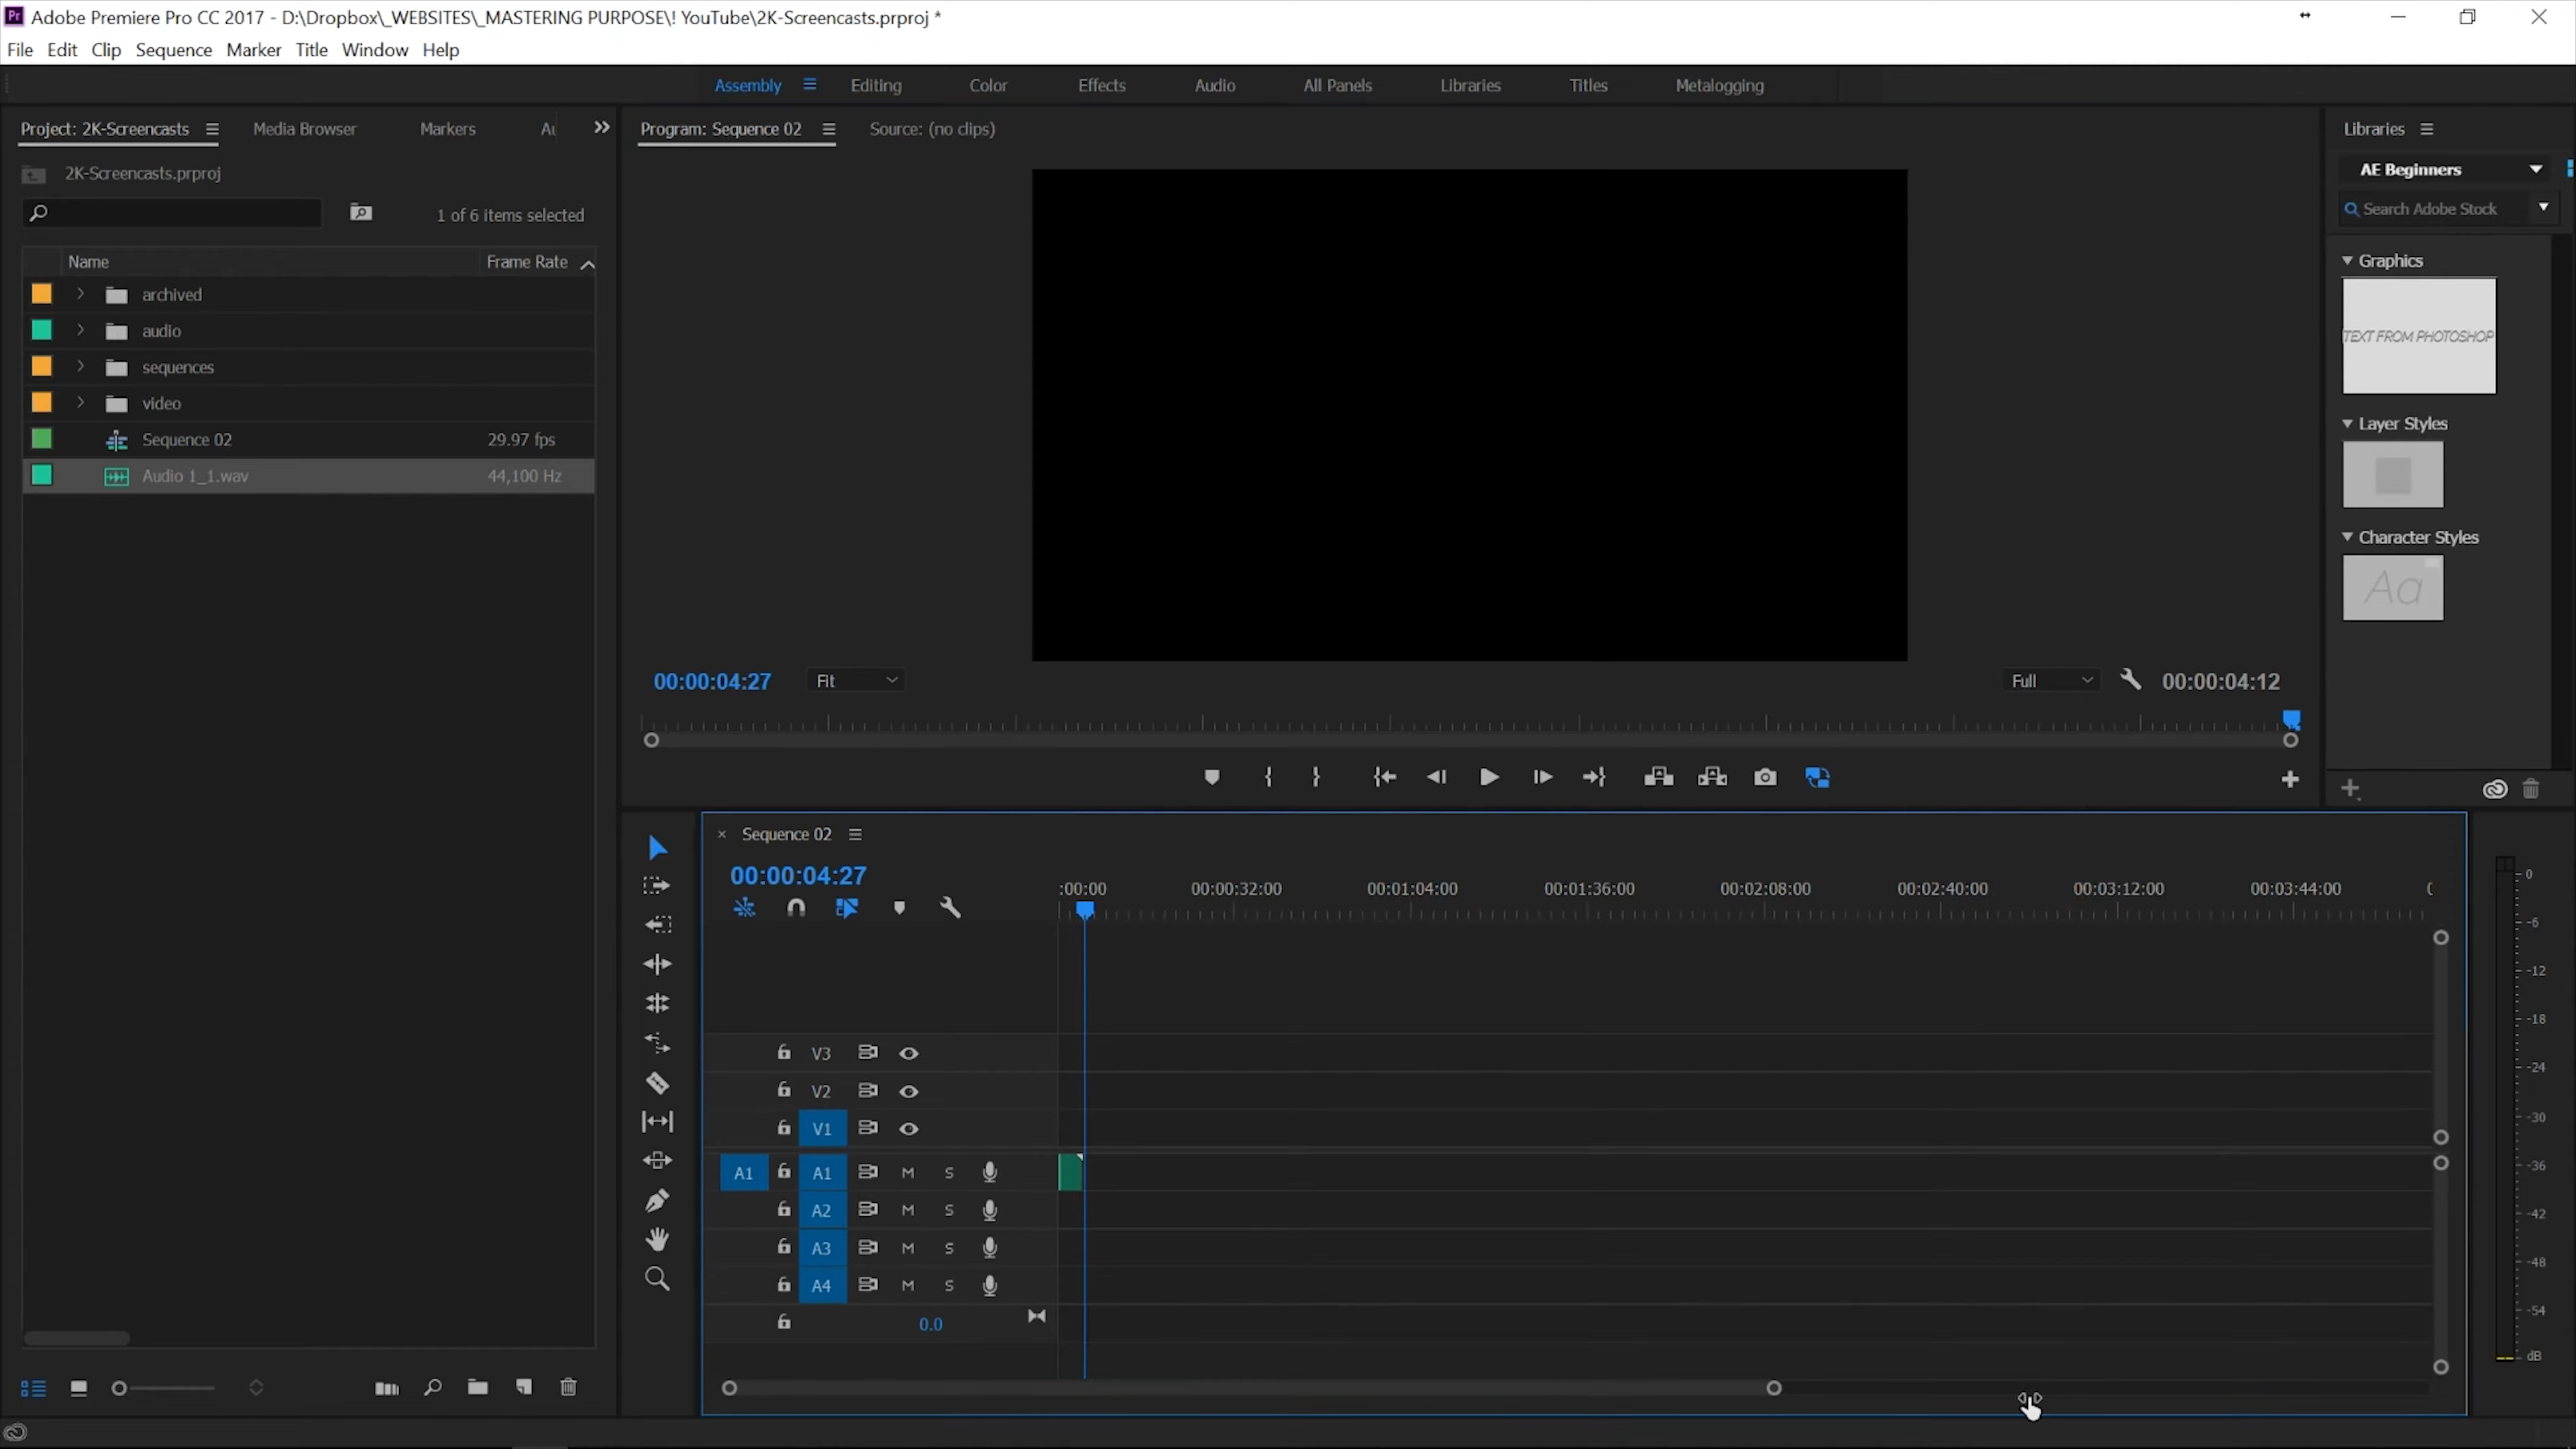 Pr Adobe Premiere Pro CC 2017 - D:\Dropbox\_WEBSITES\_MASTERING PURPOSE\! YouTube\2K-Screencasts.prproj *
File Edit Clip Sequence Marker Title Window Help
Assembly Editing Color Effects Audio All Panels Libraries Titles Metalogging
Project: 2K-Screencasts Media Browser Markers
2K-Screencasts.prproj
1 of 6 items selected
Name Frame Rate
archived
audio
sequences
video
Sequence 02 29.97 fps
Audio 1_1.wav 44,100 Hz
Program: Sequence 02 Source: (no clips)
00:00:04:27 Fit Full 00:00:04:12
Libraries
AE Beginners
Search Adobe Stock
Graphics
TEXT FROM PHOTOSHOP
Layer Styles
Character Styles
Aa
× Sequence 02
00:00:04:27
:00:00 00:00:32:00 00:01:04:00 00:01:36:00 00:02:08:00 00:02:40:00 00:03:12:00 00:03:44:00
V3
V2
V1
A1 A1 M S
A2 M S
A3 M S
A4 M S
0.0
0
-6
-12
-18
-24
-30
-36
-42
-48
-54
dB